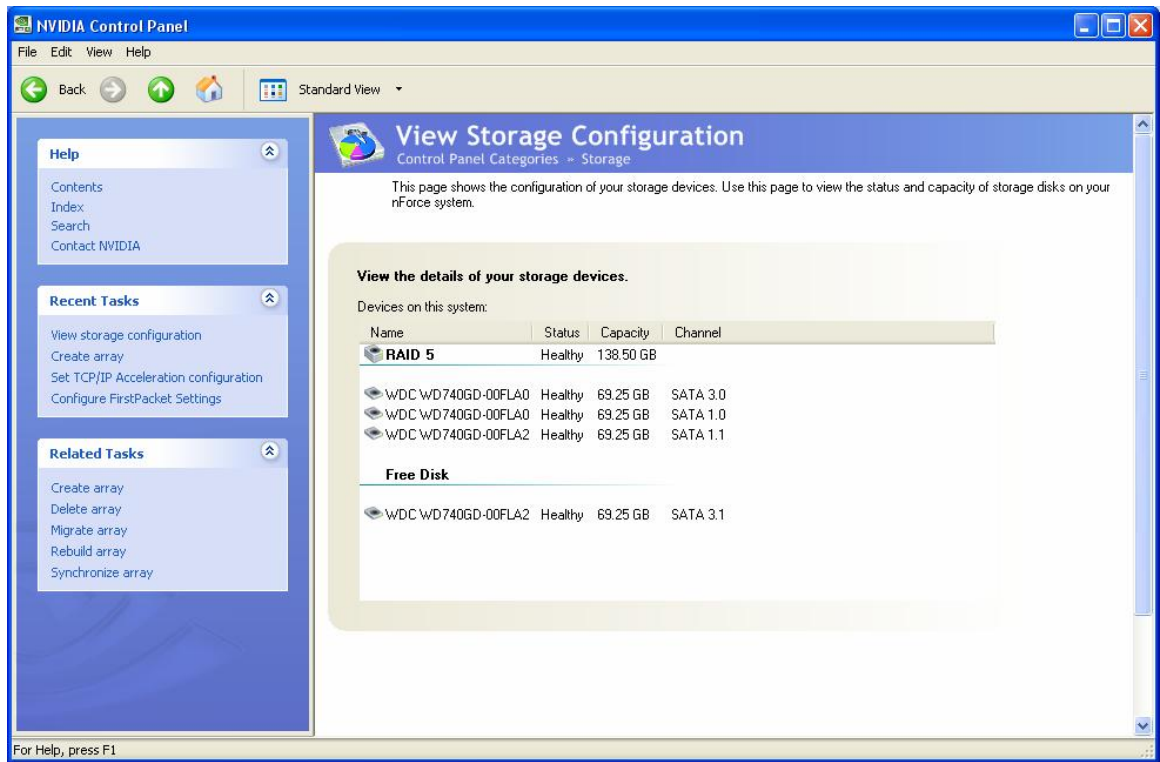 NVIDIA Control Panel
File Edit View Help
Back Standard View
Help
Contents
Index
Search
Contact NVIDIA
Recent Tasks
View storage configuration
Create array
Set TCP/IP Acceleration configuration
Configure FirstPacket Settings
Related Tasks
Create array
Delete array
Migrate array
Rebuild array
Synchronize array
View Storage Configuration
Control Panel Categories » Storage
This page shows the configuration of your storage devices. Use this page to view the status and capacity of storage disks on your
nForce system.
View the details of your storage devices.
Devices on this system:
Name Status Capacity Channel
RAID 5 Healthy 138.50 GB
WDC WD740GD-00FLA0 Healthy 69.25 GB SATA 3.0
WDC WD740GD-00FLA0 Healthy 69.25 GB SATA 1.0
WDC WD740GD-00FLA2 Healthy 69.25 GB SATA 1.1
Free Disk
WDC WD740GD-00FLA2 Healthy 69.25 GB SATA 3.1
For Help, press F1